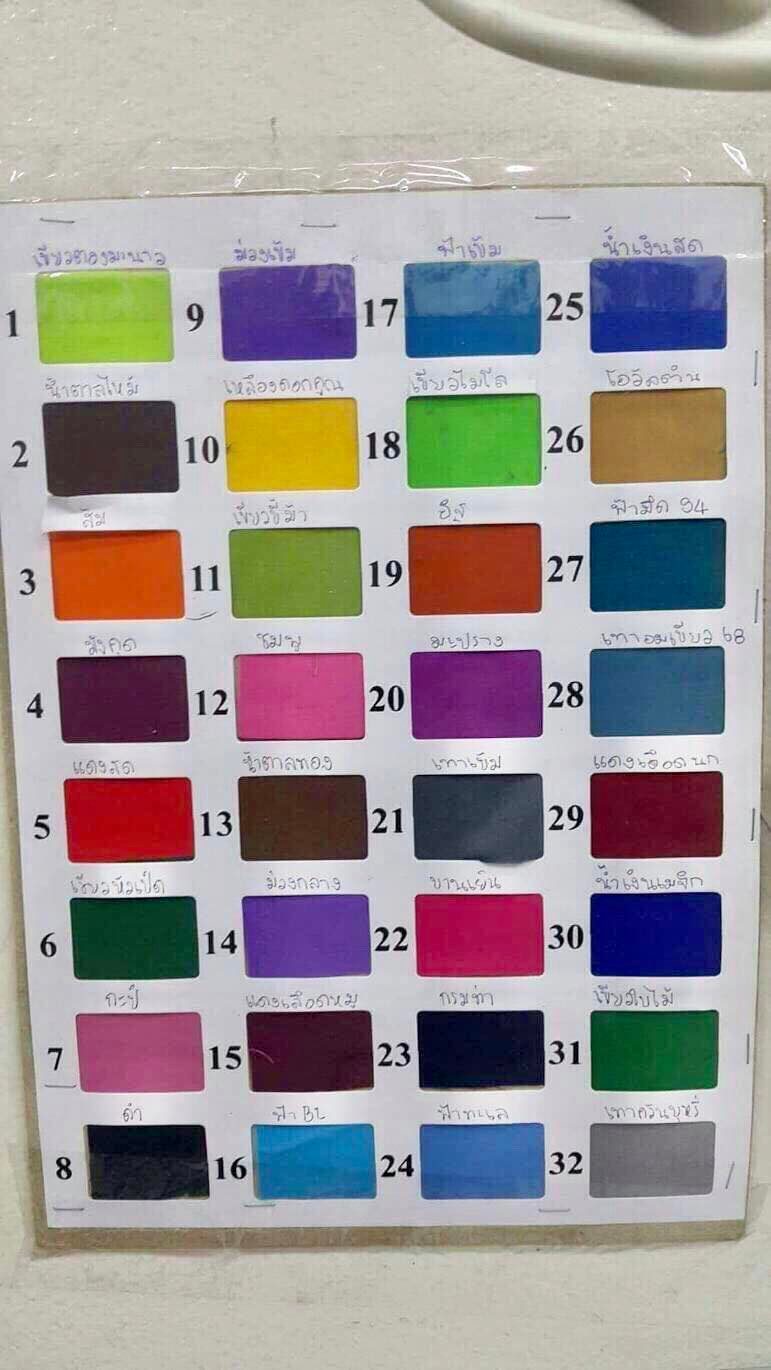 เขียวตองมะนาว
1
น้ำตาลไหม้
2
ส้ม
3
มังคุด
4
แดงสด
5
เขียวหัวเป็ด
6
กะปิ
7
ดำ
8
ม่วงเข้ม
9
เหลืองดอกคูณ
10
เขียวขี้ม้า
11
ชมพู
12
น้ำตาลทอง
13
ม่วงกลาง
14
แดงเลือดหมู
15
ฟ้า BL
16
ฟ้าเข้ม
17
เขียวไมโล
18
อิฐ
19
มะปราง
20
เทาเข้ม
21
บานเย็น
22
กรมท่า
23
ฟ้าทะเล
24
น้ำเงินสด
25
โอวัลติน
26
ฟ้ามืด 94
27
เทาอมเขียว 68
28
แดงเลือดนก
29
น้ำเงินเมจิก
30
เขียวใบไม้
31
เทาควันบุหรี่
32